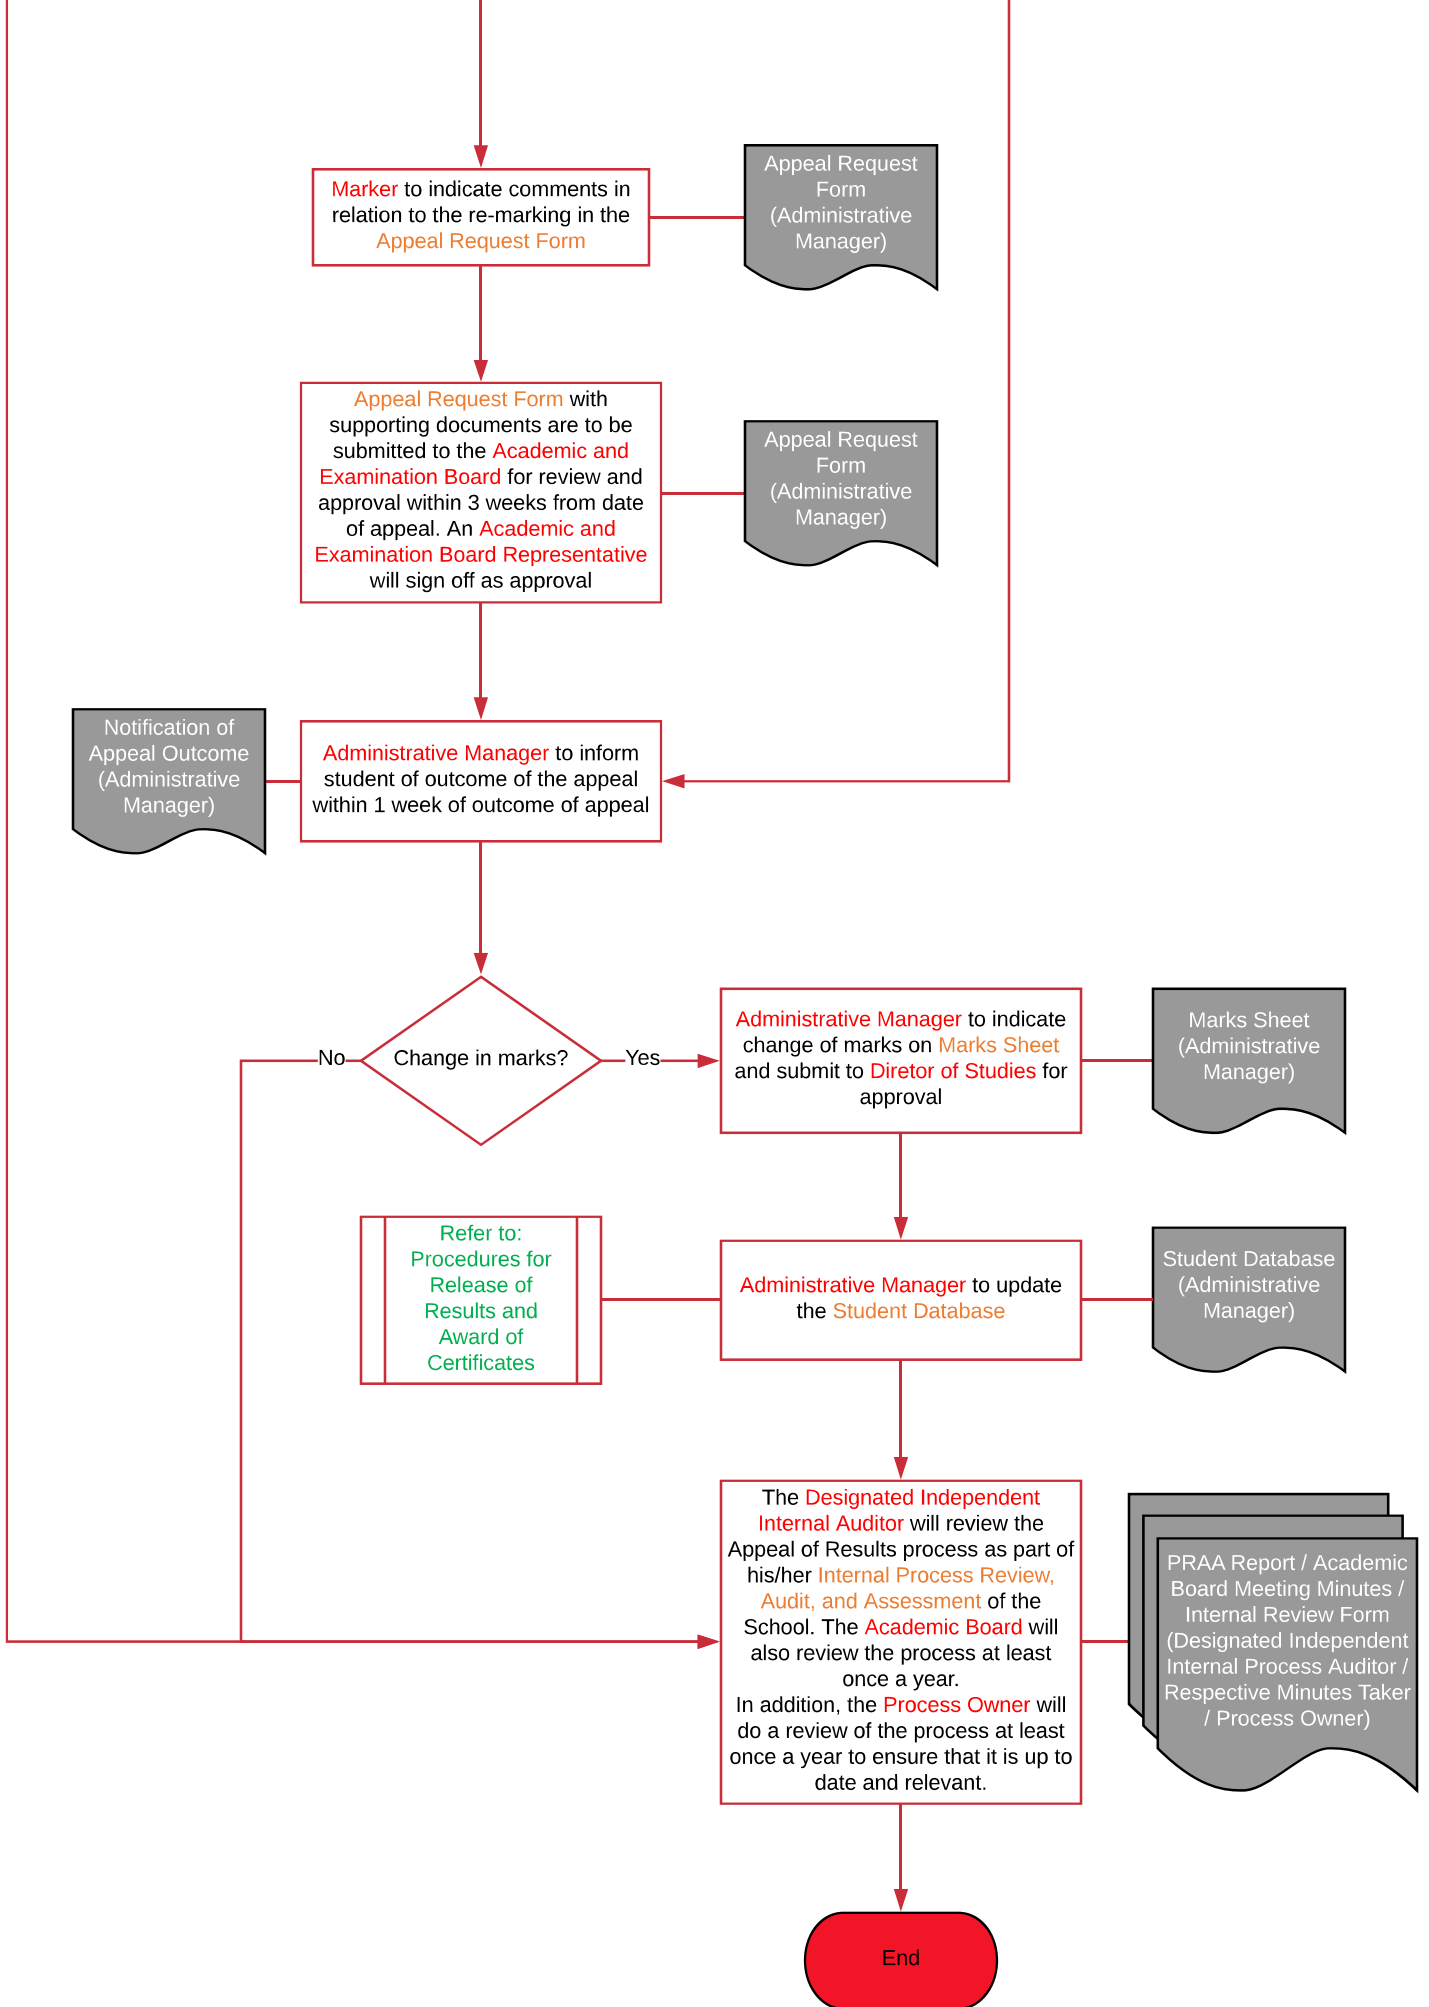 Marker to indicate comments in
relation to the re-marking in the
Appeal Request Form
Appeal Request
Form
(Administrative
Manager)
Appeal Request Form with
supporting documents are to be
submitted to the Academic and
Examination Board for review and
approval within 3 weeks from date
of appeal. An Academic and
Examination Board Representative
will sign off as approval
Appeal Request
Form
(Administrative
Manager)
Notification of
Appeal Outcome
(Administrative
Manager)
Administrative Manager to inform
student of outcome of the appeal
within 1 week of outcome of appeal
No
Change in marks?
Yes
Administrative Manager to indicate
change of marks on Marks Sheet
and submit to Diretor of Studies for
approval
Marks Sheet
(Administrative
Manager)
Refer to:
Procedures for
Release of
Results and
Award of
Certificates
Administrative Manager to update
the Student Database
Student Database
(Administrative
Manager)
The Designated Independent
Internal Auditor will review the
Appeal of Results process as part of
his/her Internal Process Review,
Audit, and Assessment of the
School. The Academic Board will
also review the process at least
once a year.
In addition, the Process Owner will
do a review of the process at least
once a year to ensure that it is up to
date and relevant.
PRAA Report / Academic
Board Meeting Minutes /
Internal Review Form
(Designated Independent
Internal Process Auditor /
Respective Minutes Taker
/ Process Owner)
End